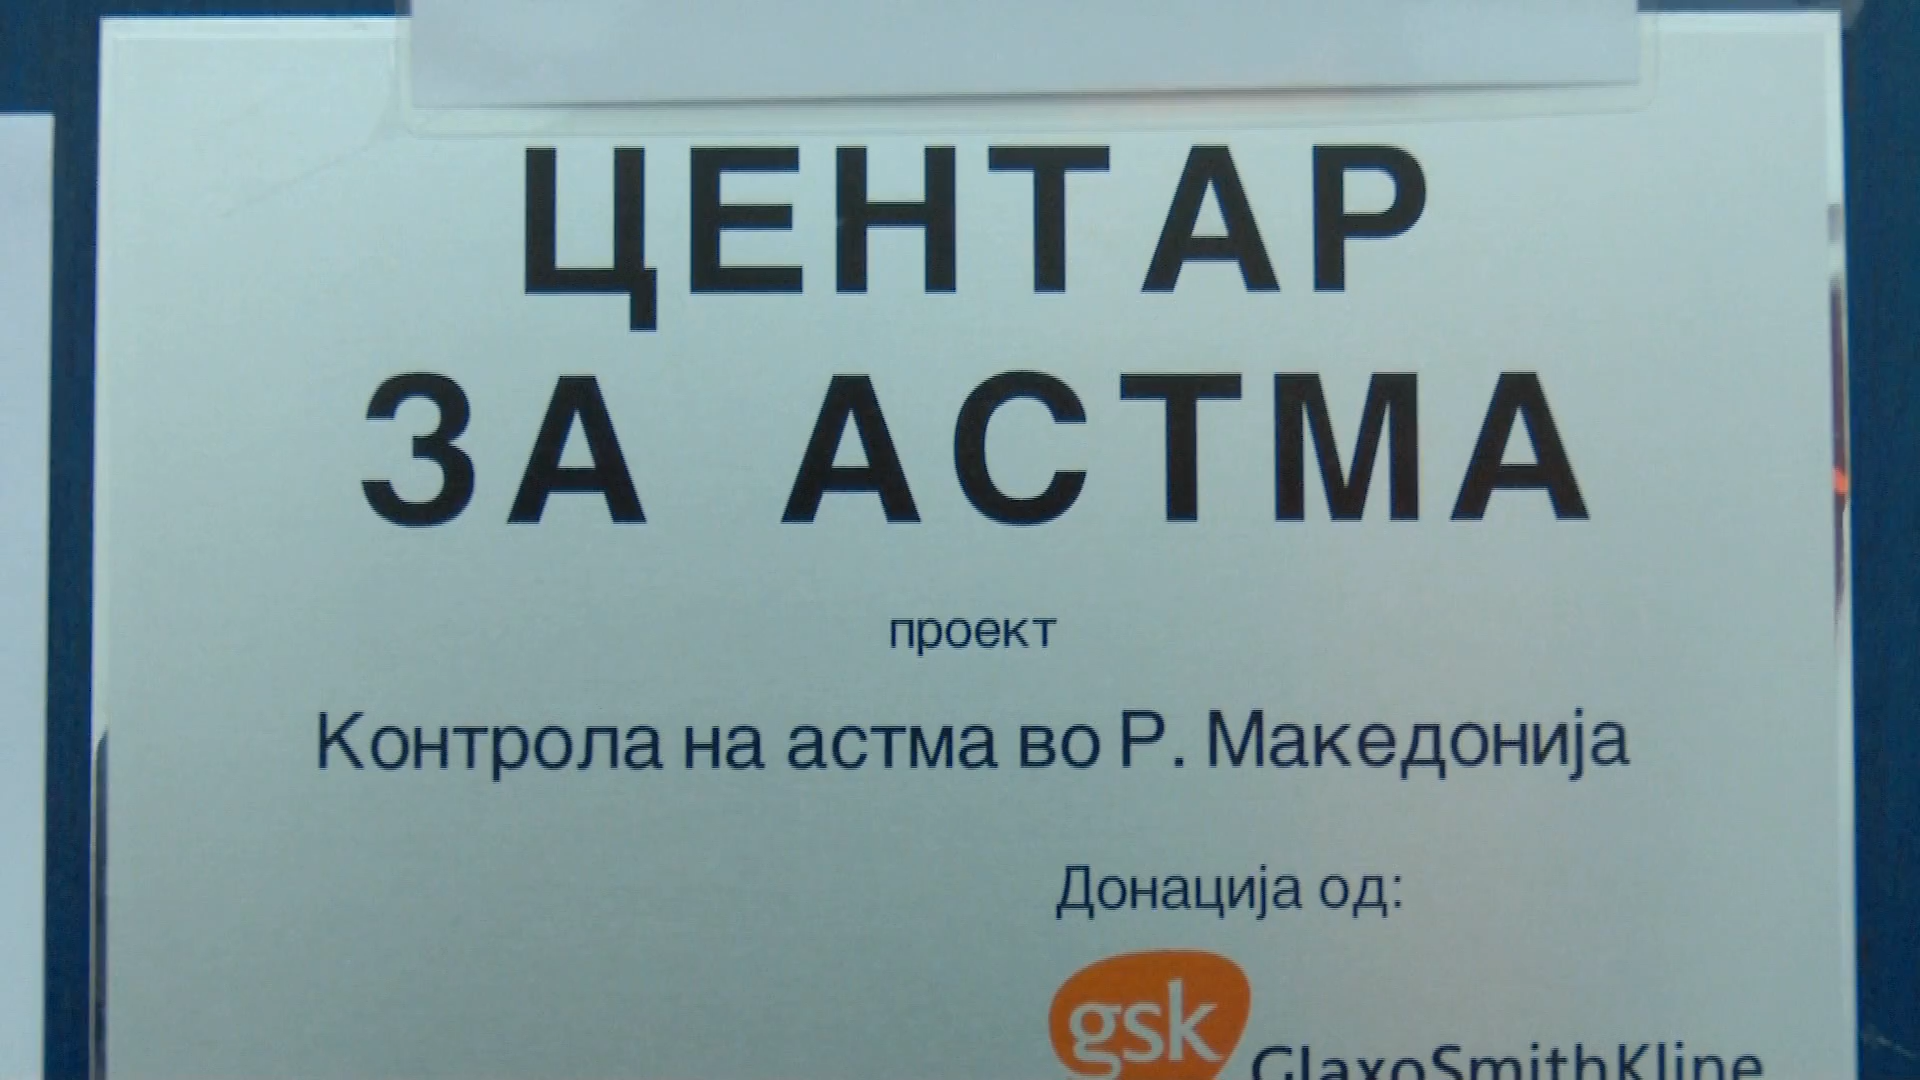 ЦЕНТАР
ЗА АСТМА
проект
Контрола на астма во Р. Македонија
Донација од:
gsk
GlaxoSmithKline